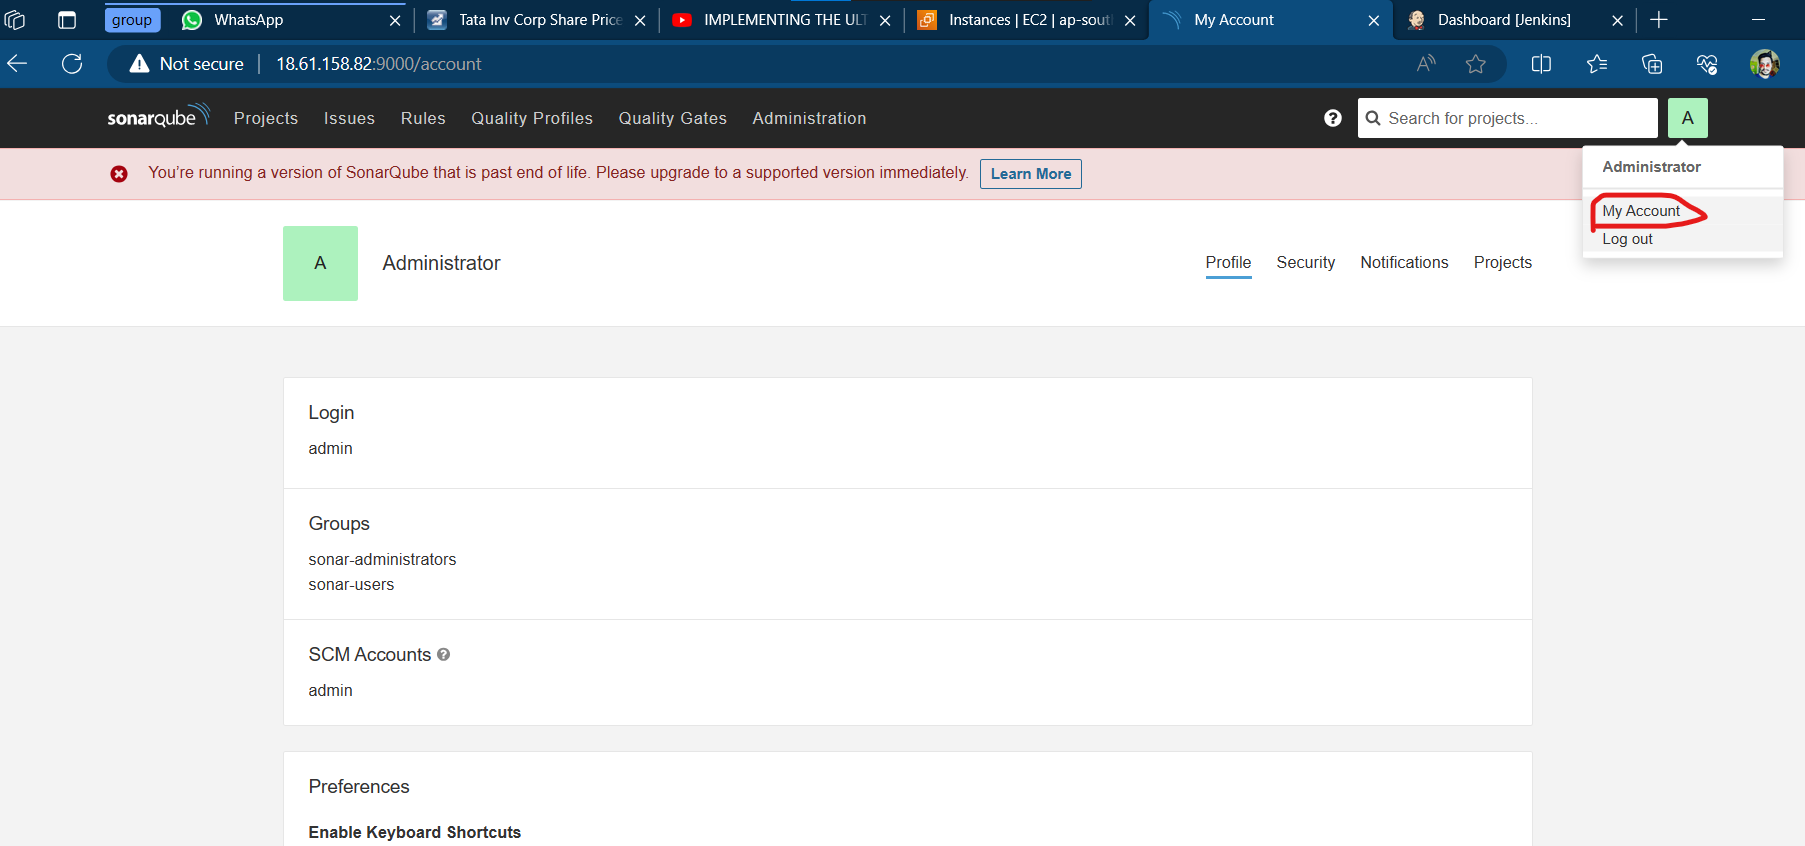 group WhatsApp Tata Inv Corp Share Price IMPLEMENTING THE ULT Instances | EC2 | ap-sout My Account Dashboard [Jenkins]
Not secure 18.61.158.82:9000/account
sonarqube Projects Issues Rules Quality Profiles Quality Gates Administration Search for projects... A
You're running a version of SonarQube that is past end of life. Please upgrade to a supported version immediately. Learn More
Administrator
My Account
Log out
A Administrator Profile Security Notifications Projects
Login
admin
Groups
sonar-administrators
sonar-users
SCM Accounts
admin
Preferences
Enable Keyboard Shortcuts